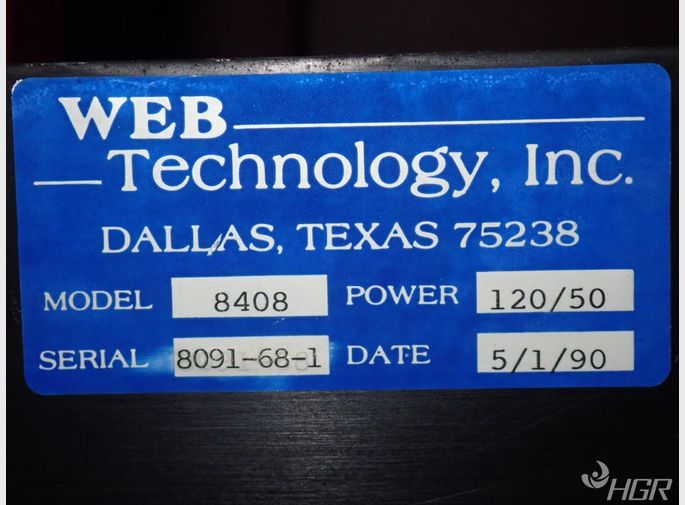 WEB
Technology, Inc.
DALLAS, TEXAS 75238
MODEL 8408 POWER 120/50
SERIAL 8091-68-1 DATE 5/1/90
HGR